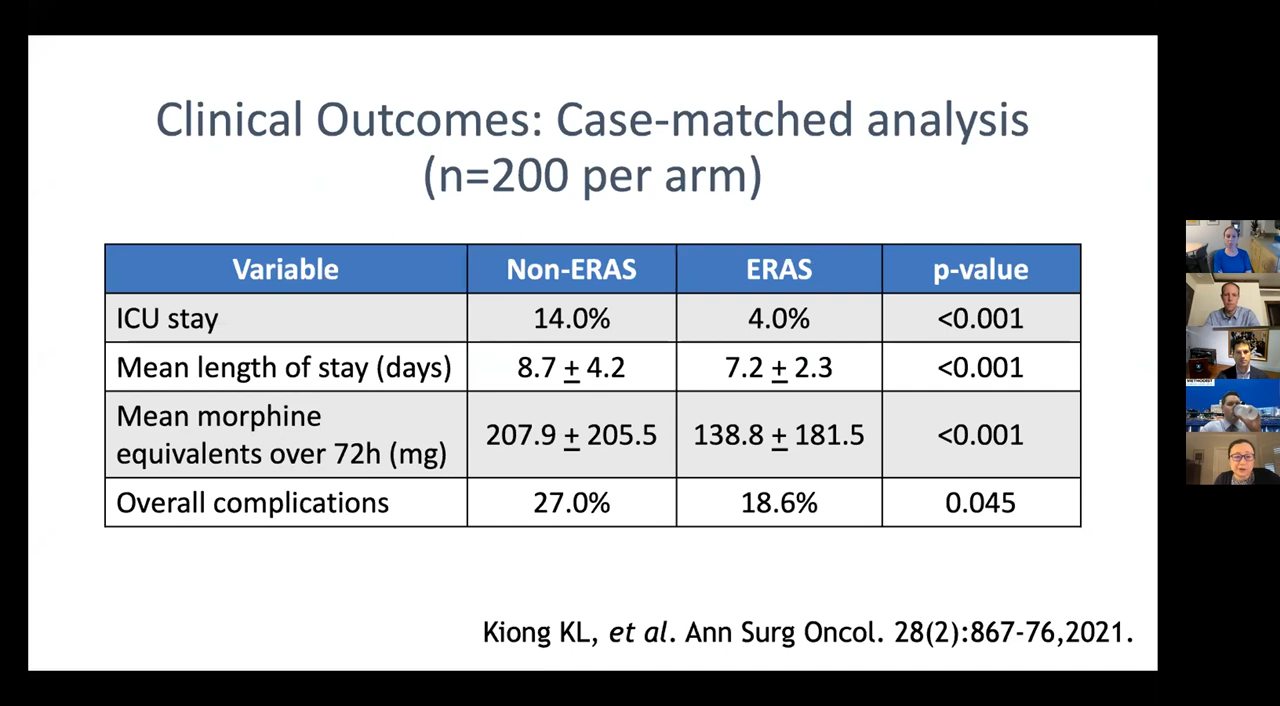 Clinical Outcomes: Case-matched analysis
(n=200 per arm)
Variable Non-ERAS ERAS p-value
ICU stay 14.0% 4.0% <0.001
Mean length of stay (days) 8.7 ± 4.2 7.2 ± 2.3 <0.001
Mean morphine
equivalents over 72h (mg) 207.9 ± 205.5 138.8 ± 181.5 <0.001
Overall complications 27.0% 18.6% 0.045
Kiong KL, et al. Ann Surg Oncol. 28(2):867-76,2021.
METHODIST